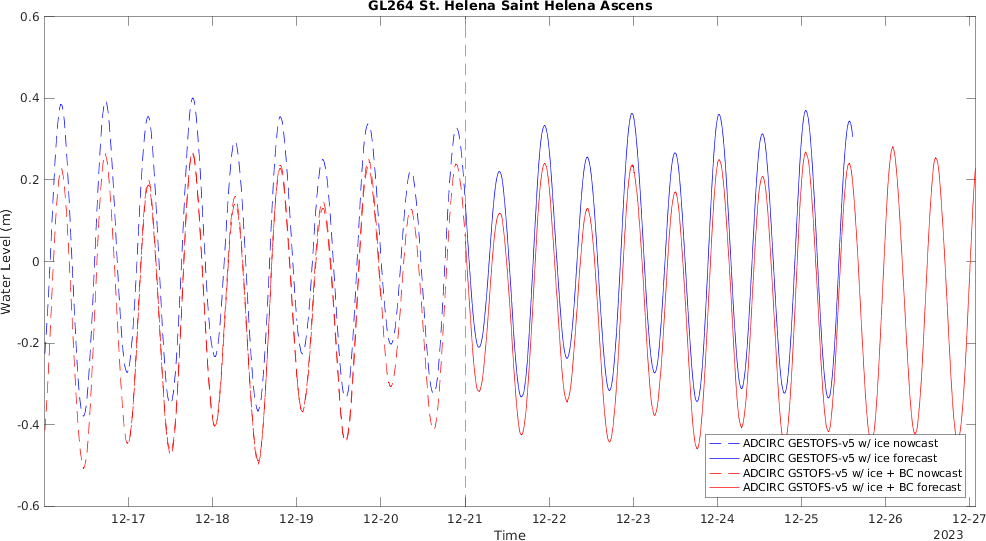 GL264 St. Helena Saint Helena Ascens
0.6
0.4
0.2
0
-0.2
-0.4
-0.6
Water Level (m)
12-17 12-18 12-19 12-20 12-21 12-22 12-23 12-24 12-25 12-26 12-27
Time
2023
ADCIRC GESTOFS-v5 w/ ice nowcast
ADCIRC GESTOFS-v5 w/ ice forecast
ADCIRC GSTOFS-v5 w/ ice + BC nowcast
ADCIRC GSTOFS-v5 w/ ice + BC forecast